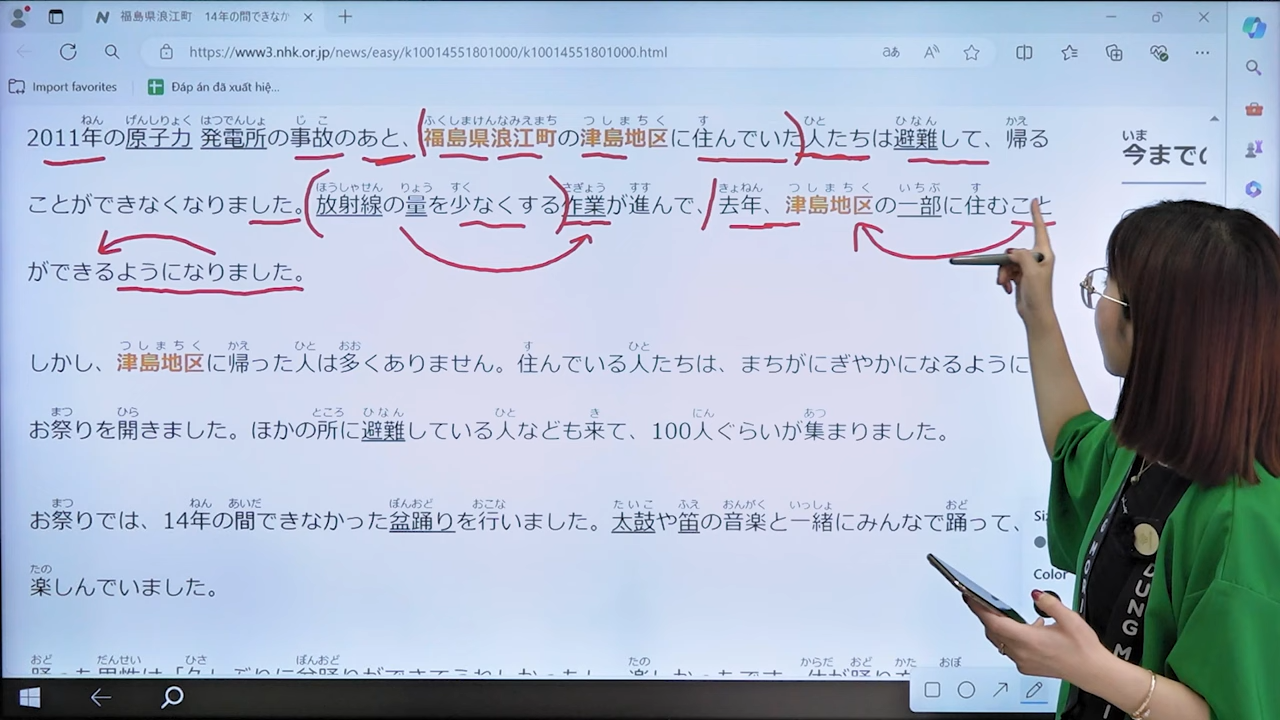 福島県浪江町 14年の間できなか
https://www3.nhk.or.jp/news/easy/k10014551801000/k10014551801000.html
Import favorites
Đáp án đã xuất hiệ...
2011年の原子力 発電所の事故のあと、福島県浪江町の津島地区に住んでいた人たちは避難して、帰る
ことができなくなりました。放射線の量を少なくする作業が進んで、去年、津島地区の一部に住むこと
ができるようになりました。
しかし、津島地区に帰った人は多くありません。住んでいる人たちは、まちがにぎやかになるように
お祭りを開きました。ほかの所に避難している人なども来て、100人ぐらいが集まりました。
お祭りでは、14年の間できなかった盆踊りを行いました。太鼓や笛の音楽と一緒にみんなで踊って、
楽しんでいました。
いま
今まで
Color
DUNG M